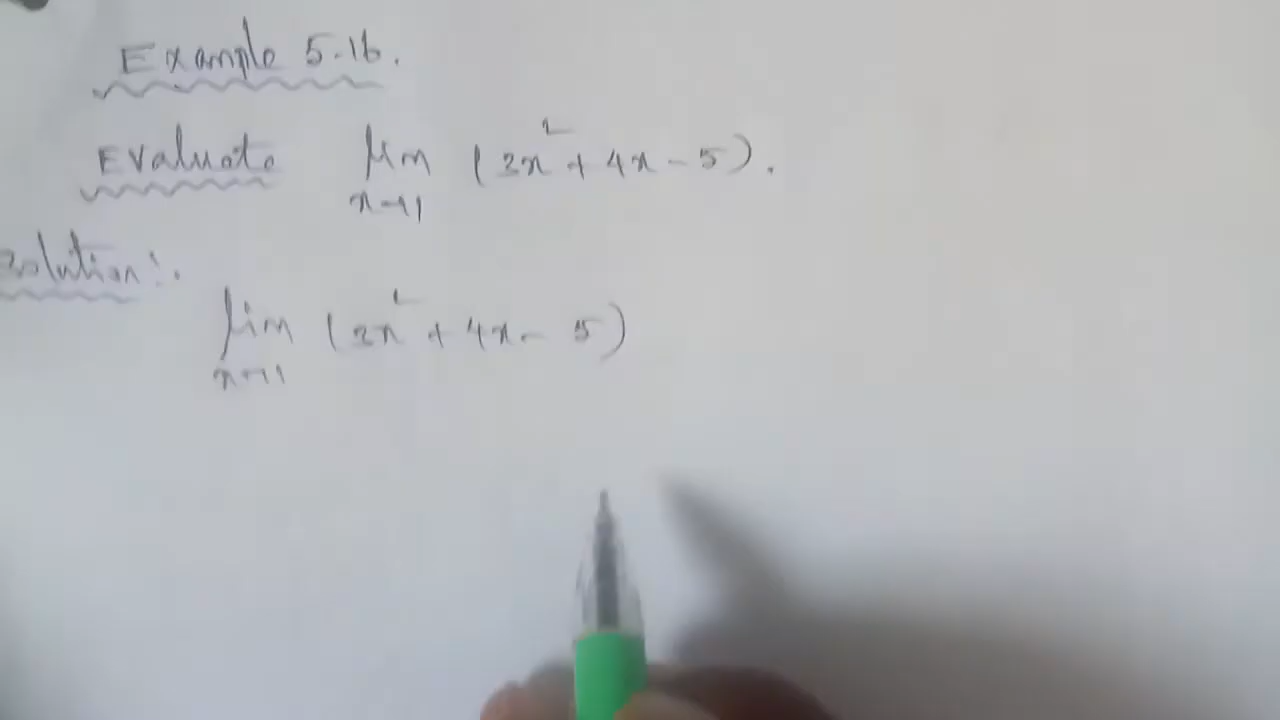 Example 5.16.
Evaluate lim x→1 (3x² + 4x - 5).
Solution:.
lim x→1 (3x² + 4x - 5)